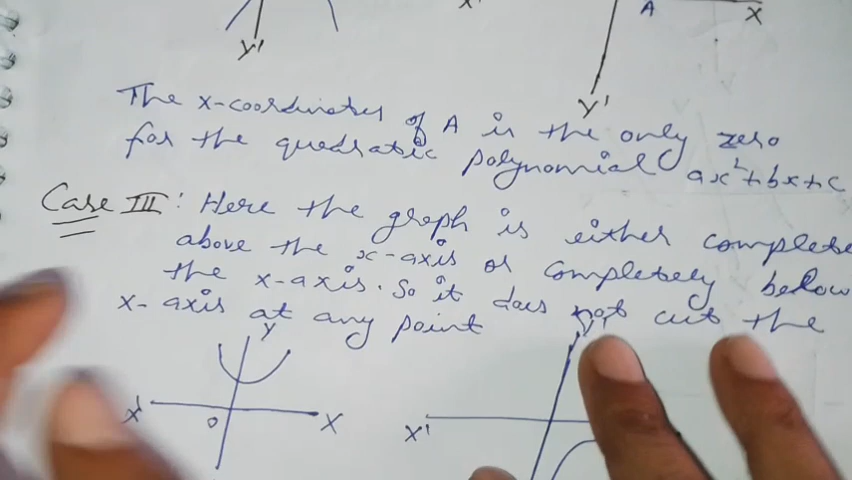 Y'
A
X
Y'
The x-coordinates of A is the only zero
for the quadratic polynomial ax²+bx+c
Case III: Here the graph is either complete
above the x-axis or completely below
the x-axis. So it does not cut the
x-axis at any point
Y
X'
O
X
X'